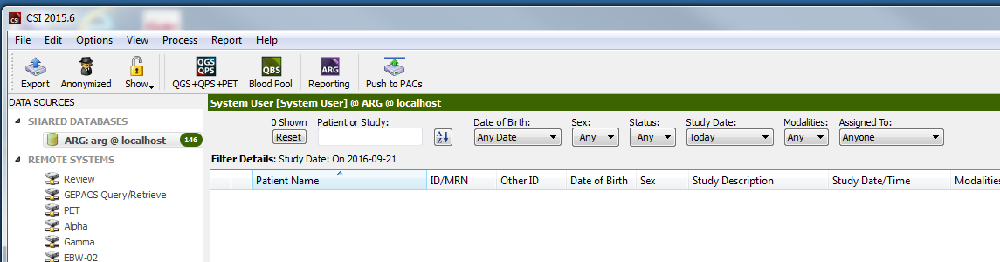 CSI CSI 2015.6
File Edit Options View Process Report Help
QGS QPS QBS ARG
Export Anonymized Show QGS+QPS+PET Blood Pool Reporting Push to PACs
DATA SOURCES
SHARED DATABASES
ARG: arg @ localhost 146
REMOTE SYSTEMS
Review
GEPACS Query/Retrieve
PET
Alpha
Gamma
EBW-02
System User [System User] @ ARG @ localhost
0 Shown Patient or Study: Date of Birth: Sex: Status: Study Date: Modalities: Assigned To:
Reset A Z Any Date Any Any Today Any Anyone
Filter Details: Study Date: On 2016-09-21
Patient Name ID/MRN Other ID Date of Birth Sex Study Description Study Date/Time Modalities